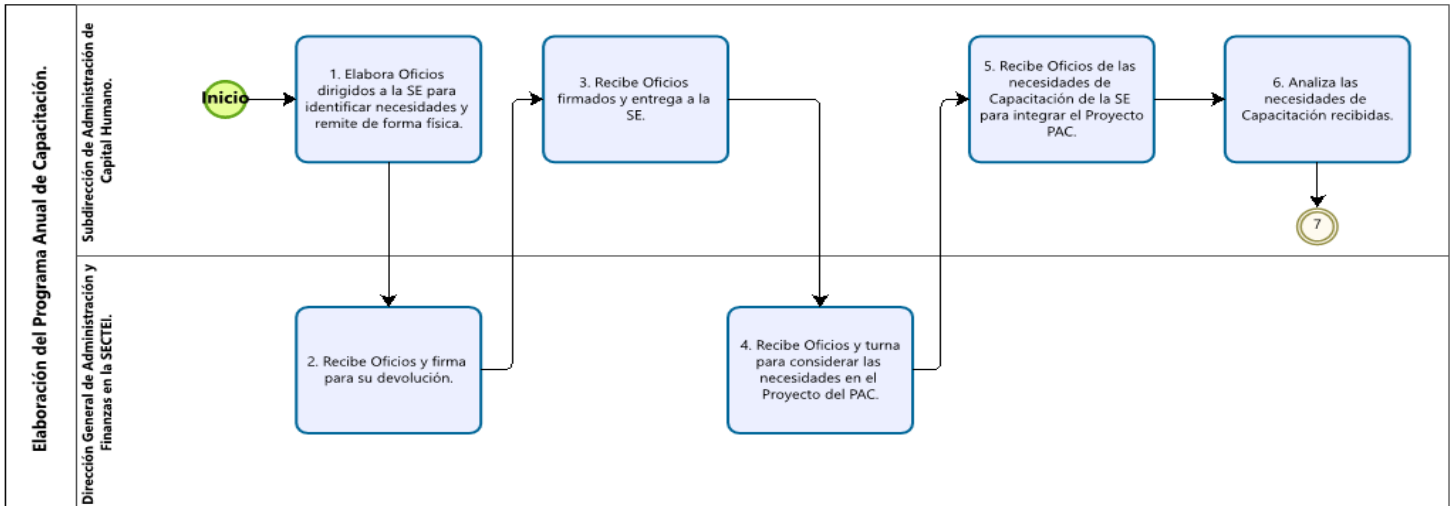 Elaboración del Programa Anual de Capacitación.
Subdirección de Administración de
Capital Humano.
Inicio
1. Elabora Oficios
dirigidos a la SE para
identificar necesidades y
remite de forma física.
3. Recibe Oficios
firmados y entrega a la
SE.
5. Recibe Oficios de las
necesidades de
Capacitación de la SE
para integrar el Proyecto
PAC.
6. Analiza las
necesidades de
Capacitación recibidas.
7
Dirección General de Administración y
Finanzas en la SECTEI.
2. Recibe Oficios y firma
para su devolución.
4. Recibe Oficios y turna
para considerar las
necesidades en el
Proyecto del PAC.